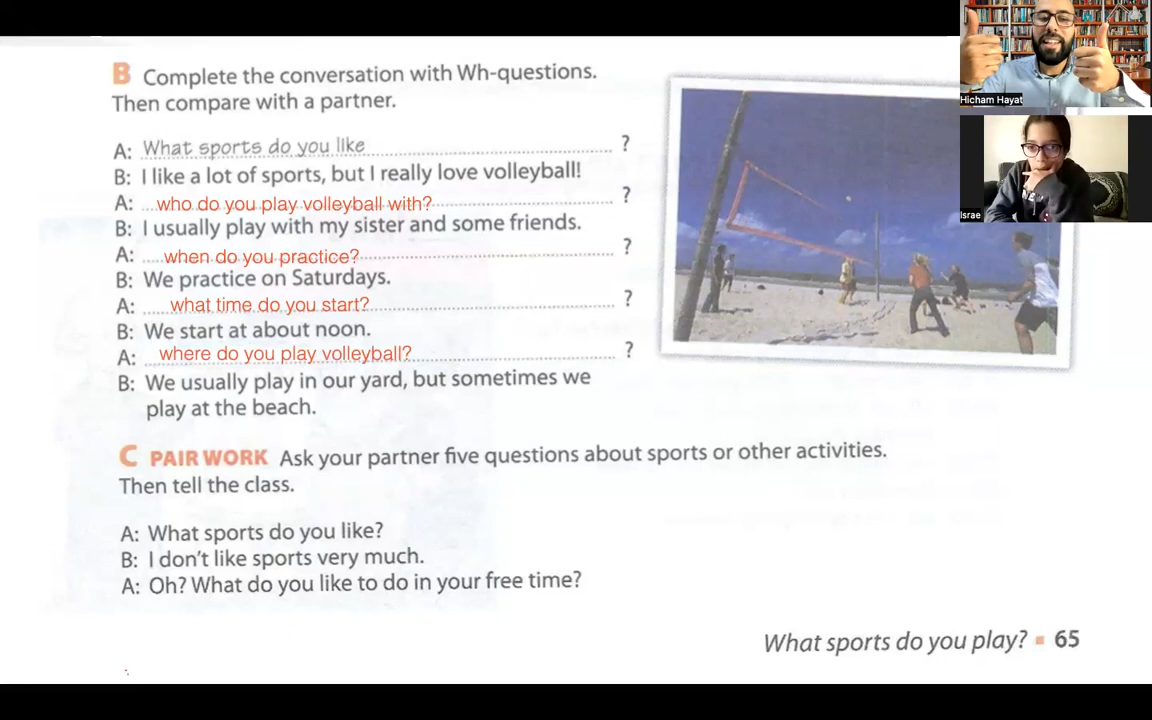 B Complete the conversation with Wh-questions.
Then compare with a partner.
A: What sports do you like ?
B: I like a lot of sports, but I really love volleyball!
A: who do you play volleyball with? ?
B: I usually play with my sister and some friends.
A: when do you practice? ?
B: We practice on Saturdays.
A: what time do you start? ?
B: We start at about noon.
A: where do you play volleyball? ?
B: We usually play in our yard, but sometimes we
play at the beach.
C PAIR WORK Ask your partner five questions about sports or other activities.
Then tell the class.
A: What sports do you like?
B: I don't like sports very much.
A: Oh? What do you like to do in your free time?
What sports do you play? ▪ 65
Hicham Hayat
Israe